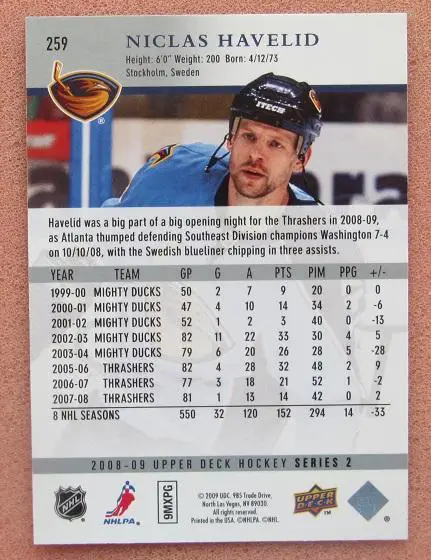 259 NICLAS HAVELID
Height: 6'0" Weight: 200 Born: 4/12/73
Stockholm, Sweden
®
ITECH
Havelid was a big part of a big opening night for the Thrashers in 2008-09,
as Atlanta thumped defending Southeast Division champions Washington 7-4
on 10/10/08, with the Swedish blueliner chipping in three assists.
YEAR TEAM GP G A PTS PIM PPG +/-
1999-00 MIGHTY DUCKS 50 2 7 9 20 0 0
2000-01 MIGHTY DUCKS 47 4 10 14 34 2 -6
2001-02 MIGHTY DUCKS 52 1 2 3 40 0 -13
2002-03 MIGHTY DUCKS 82 11 22 33 30 4 5
2003-04 MIGHTY DUCKS 79 6 20 26 28 5 -28
2005-06 THRASHERS 82 4 28 32 48 2 9
2006-07 THRASHERS 77 3 18 21 52 1 -2
2007-08 THRASHERS 81 1 13 14 42 0 2
8 NHL SEASONS 550 32 120 152 294 14 -33
2008-09 UPPER DECK HOCKEY SERIES 2
NHL
NHLPA.
9MXPG
© 2009 UDC. 985 Trade Drive,
North Las Vegas, NV 89030.
All rights reserved.
Printed in the USA. ©NHLPA. ©NHL.
UPPER DECK
TM